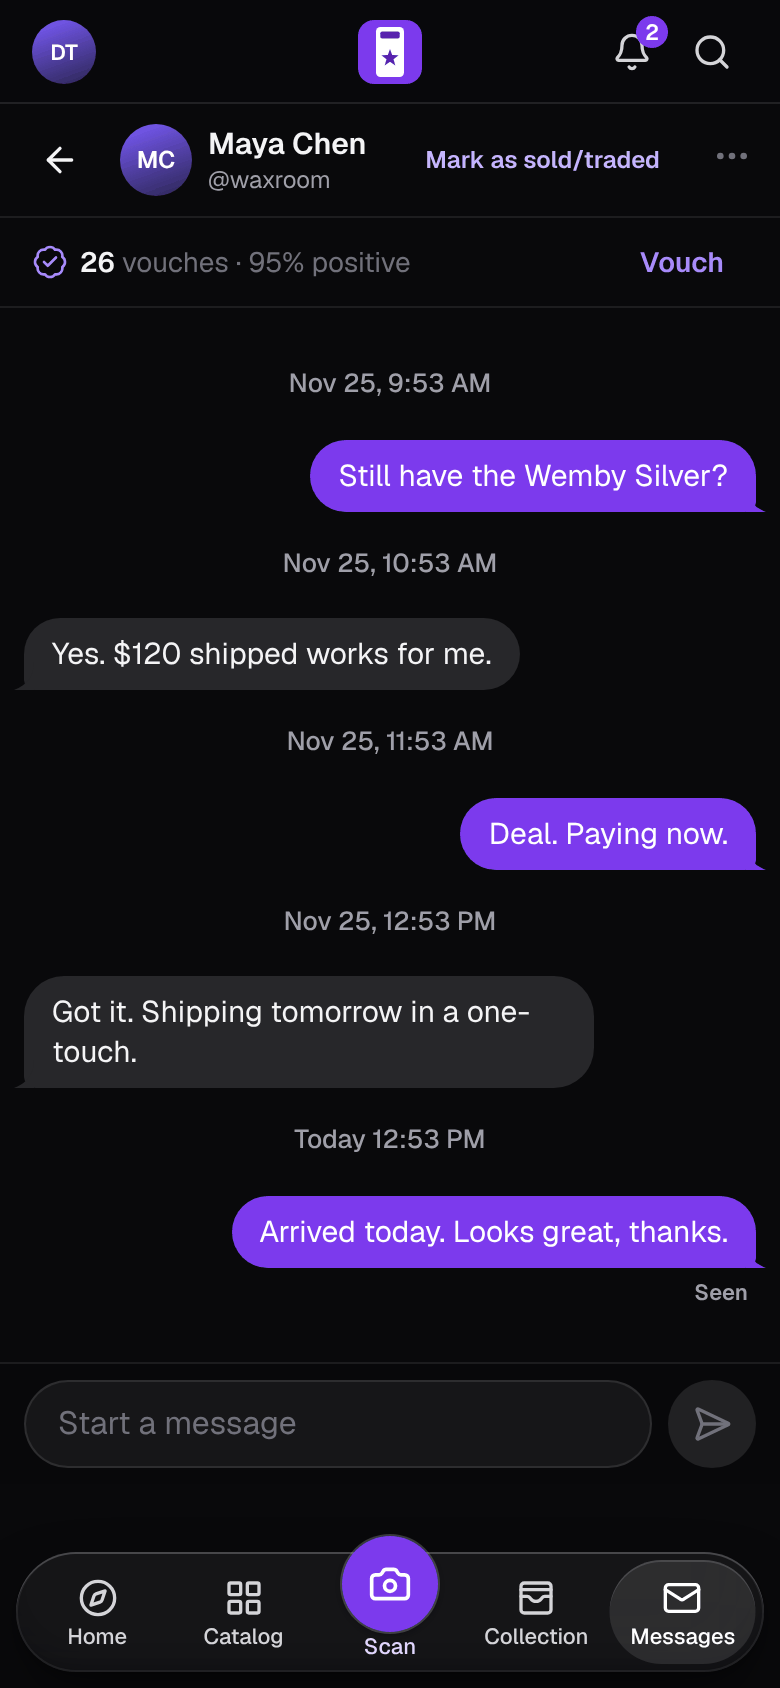 DT
2
MC
Maya Chen
@waxroom
Mark as sold/traded
26 vouches · 95% positive
Vouch
Nov 25, 9:53 AM
Still have the Wemby Silver?
Nov 25, 10:53 AM
Yes. $120 shipped works for me.
Nov 25, 11:53 AM
Deal. Paying now.
Nov 25, 12:53 PM
Got it. Shipping tomorrow in a one-
touch.
Today 12:53 PM
Arrived today. Looks great, thanks.
Seen
Start a message
Home
Catalog
Scan
Collection
Messages